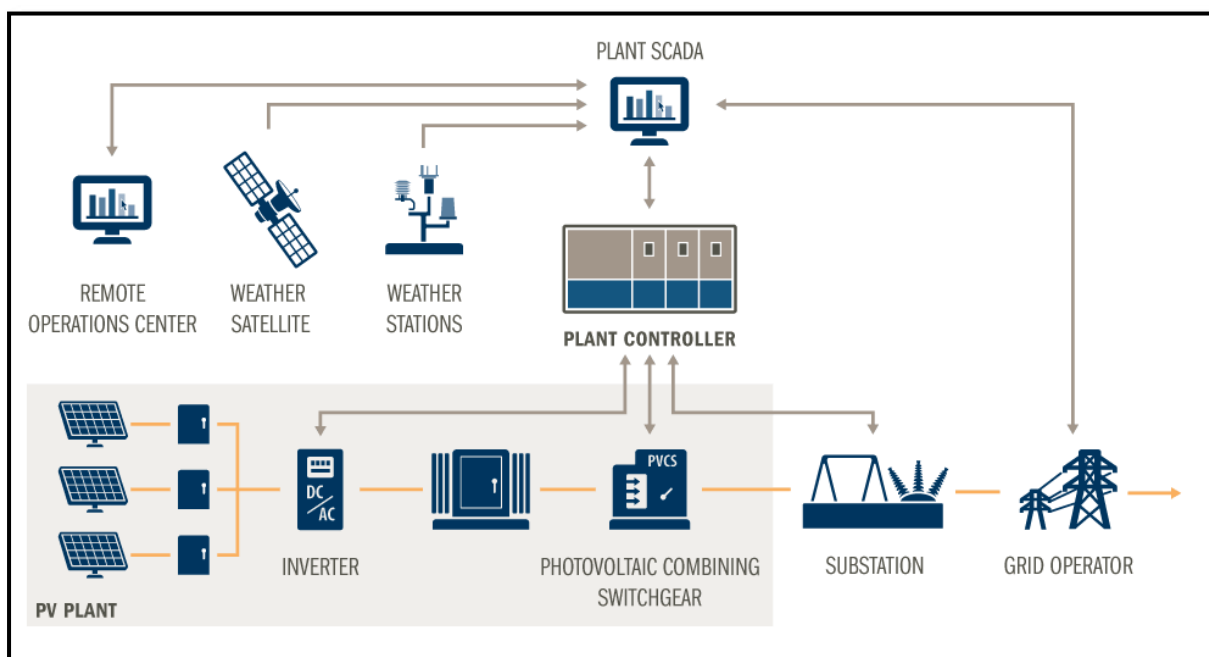 PLANT SCADA
REMOTE
OPERATIONS CENTER
WEATHER
SATELLITE
WEATHER
STATIONS
PLANT CONTROLLER
DC
AC
INVERTER
PVCS
PHOTOVOLTAIC COMBINING
SWITCHGEAR
SUBSTATION
GRID OPERATOR
PV PLANT